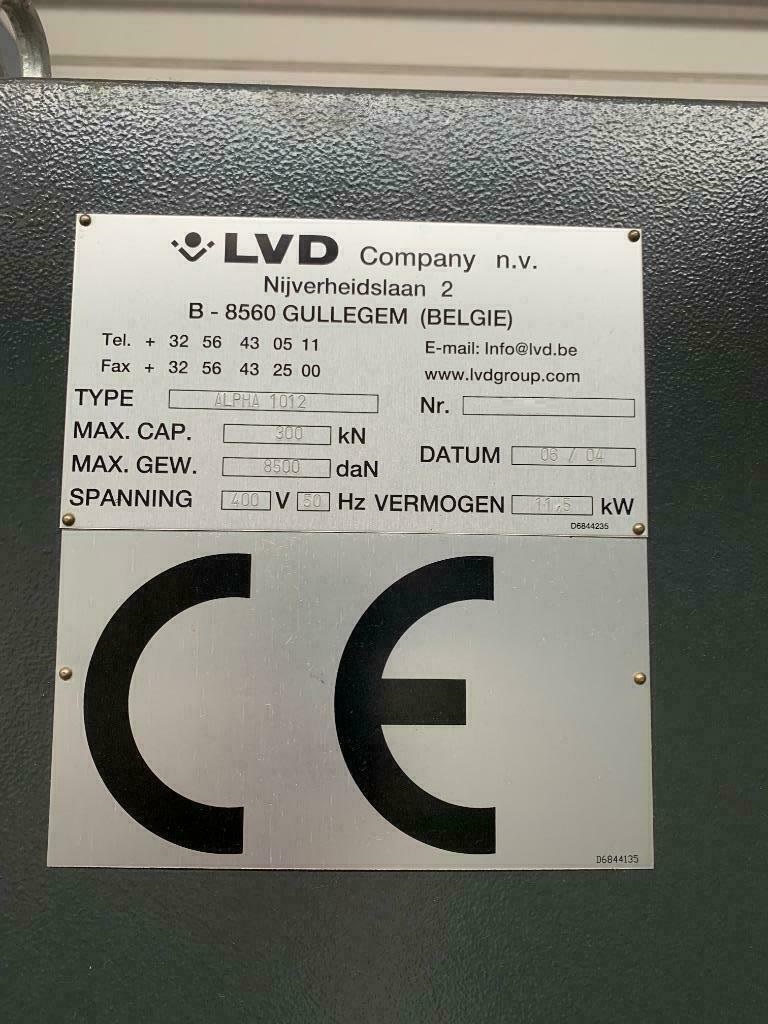 LVD Company n.v.
Nijverheidslaan 2
B - 8560 GULLEGEM (BELGIE)
Tel. + 32 56 43 05 11
E-mail: Info@lvd.be
Fax + 32 56 43 25 00
www.lvdgroup.com
TYPE ALPHA 1012
Nr.
MAX. CAP. 300 kN
MAX. GEW. 8500 daN
DATUM 06 / 04
SPANNING 400 V 50 Hz VERMOGEN 11,5 kW
D6844235
CE
D6844135